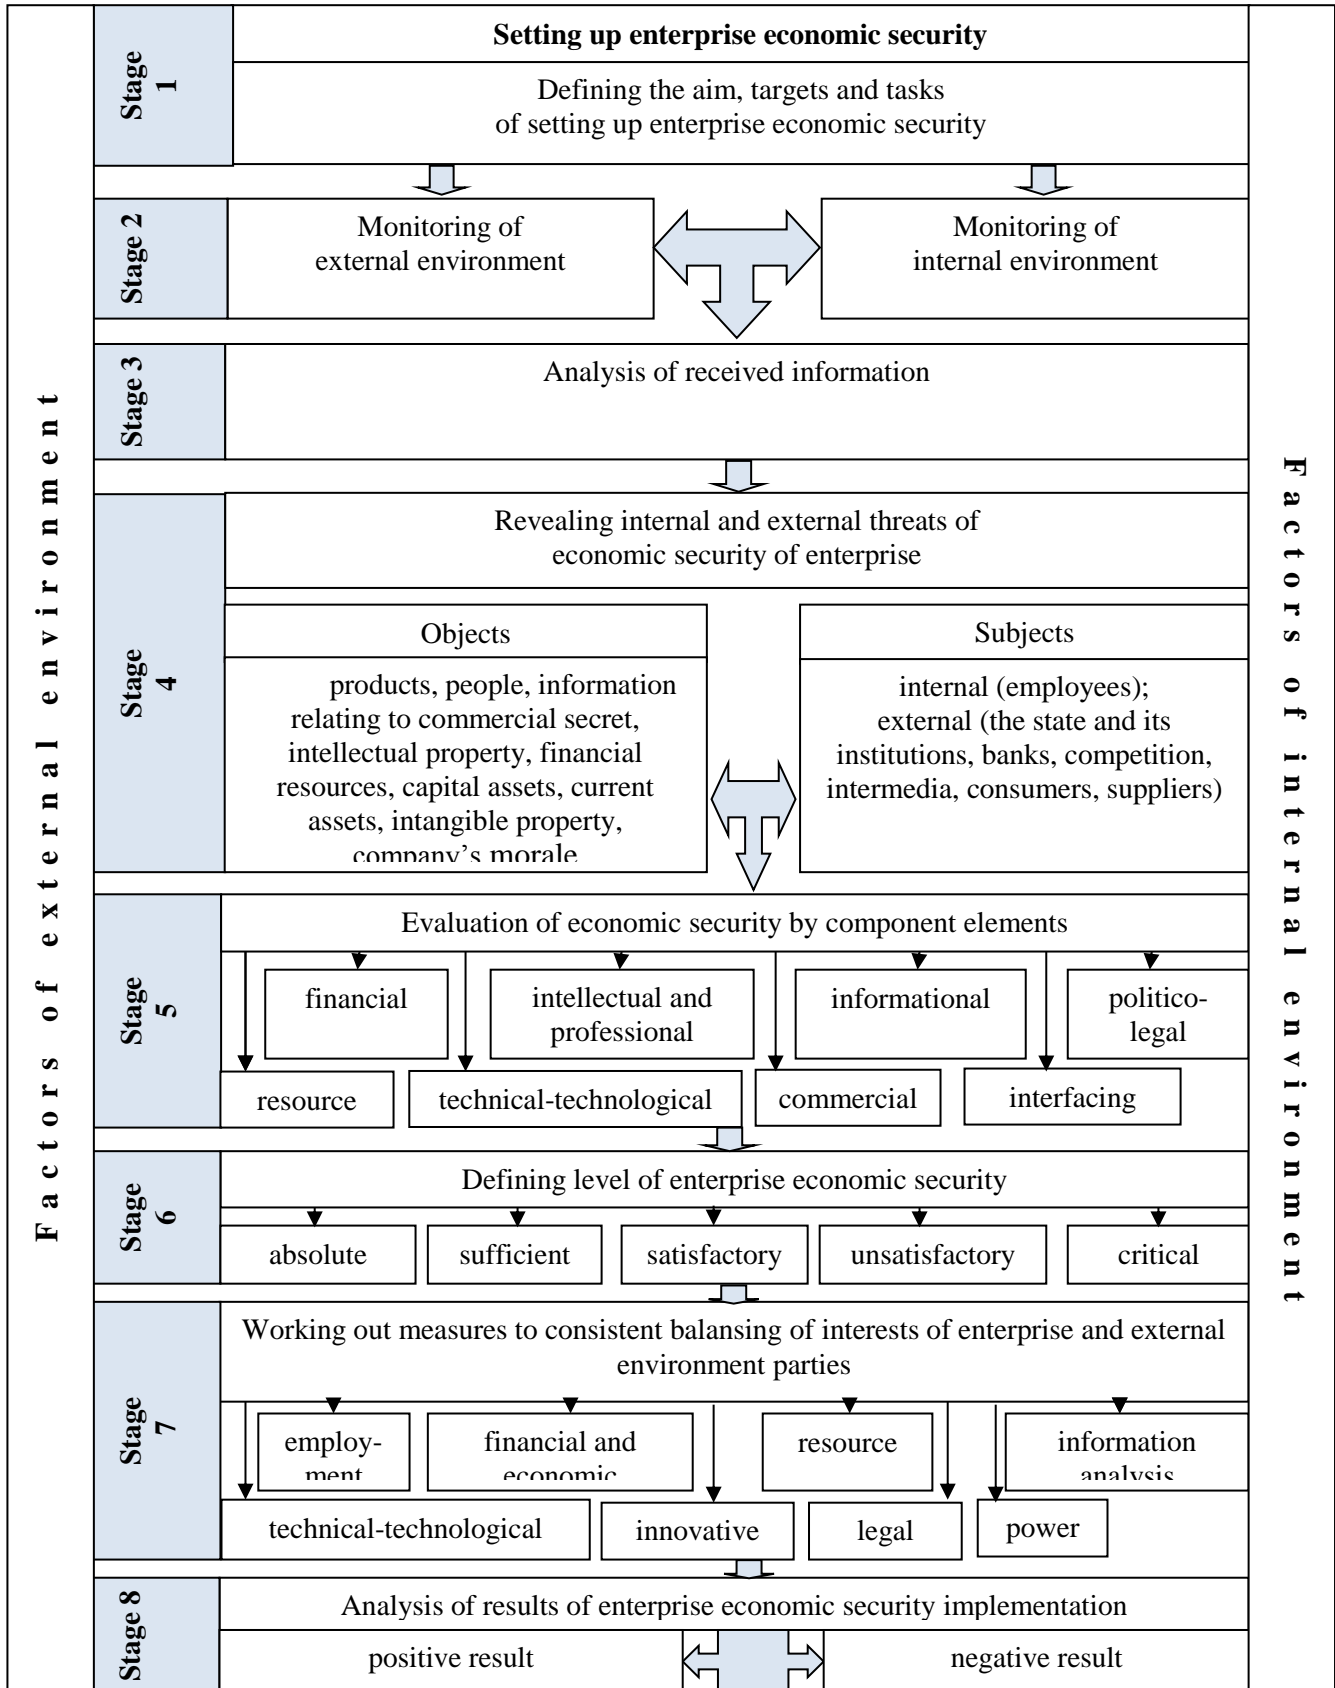 Factors of external environment
Stage
1
Setting up enterprise economic security
Defining the aim, targets and tasks
of setting up enterprise economic security
Stage 2
Monitoring of
external environment
Monitoring of
internal environment
Stage 3
Analysis of received information
Stage
4
Revealing internal and external threats of
economic security of enterprise
Objects
products, people, information
relating to commercial secret,
intellectual property, financial
resources, capital assets, current
assets, intangible property,
company’s morale
Subjects
internal (employees);
external (the state and its
institutions, banks, competition,
intermedia, consumers, suppliers)
Stage
5
Evaluation of economic security by component elements
financial
intellectual and
professional
informational
politico-
legal
resource
technical-technological
commercial
interfacing
Stage
6
Defining level of enterprise economic security
absolute
sufficient
satisfactory
unsatisfactory
critical
Stage
7
Working out measures to consistent balansing of interests of enterprise and external
environment parties
employ-
ment
financial and
economic
resource
information
analysis
technical-technological
innovative
legal
power
Stage 8
Analysis of results of enterprise economic security implementation
positive result
negative result
Factors of internal environment